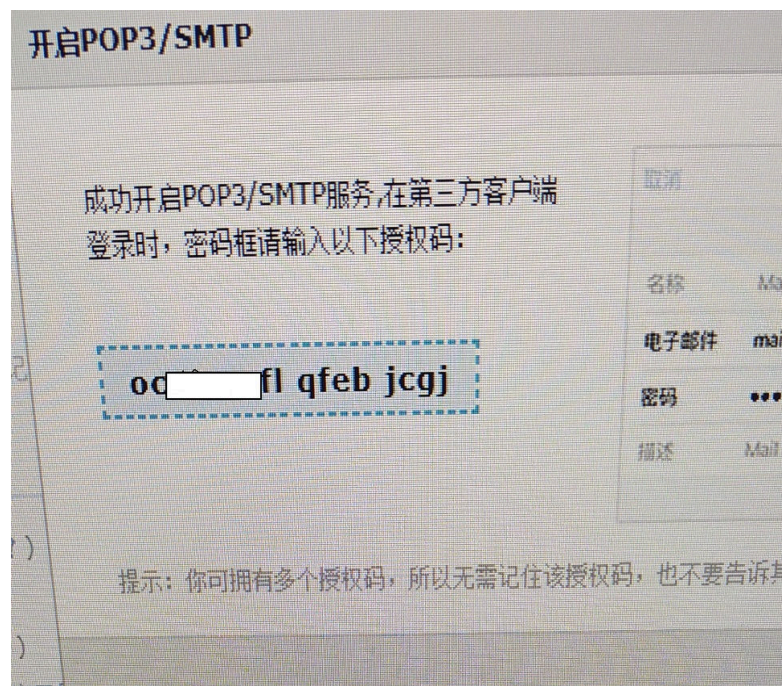 开启POP3/SMTP
成功开启POP3/SMTP服务,在第三方客户端
登录时，密码框请输入以下授权码:
qfeb jcgj
取消
名称
电子邮件
密码 •••
描述 Mail
提示: 你可拥有多个授权码，所以无需记住该授权码，也不要告诉